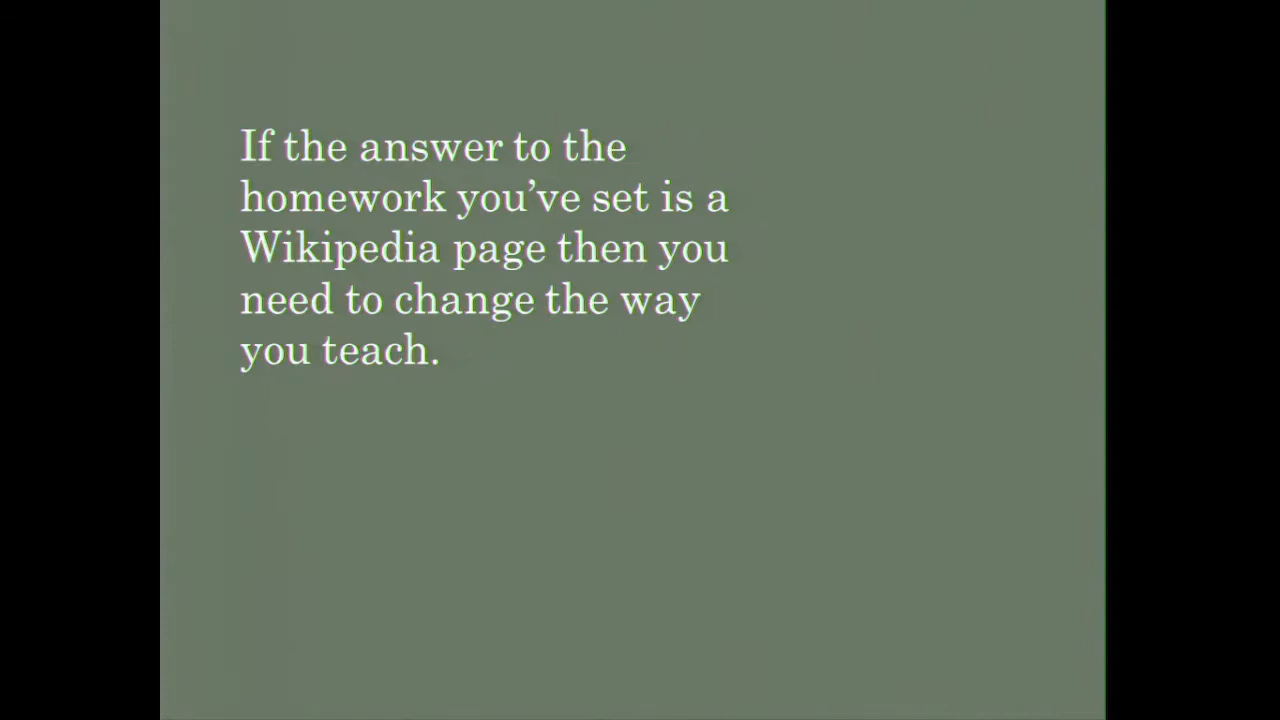 If the answer to the
homework you’ve set is a
Wikipedia page then you
need to change the way
you teach.